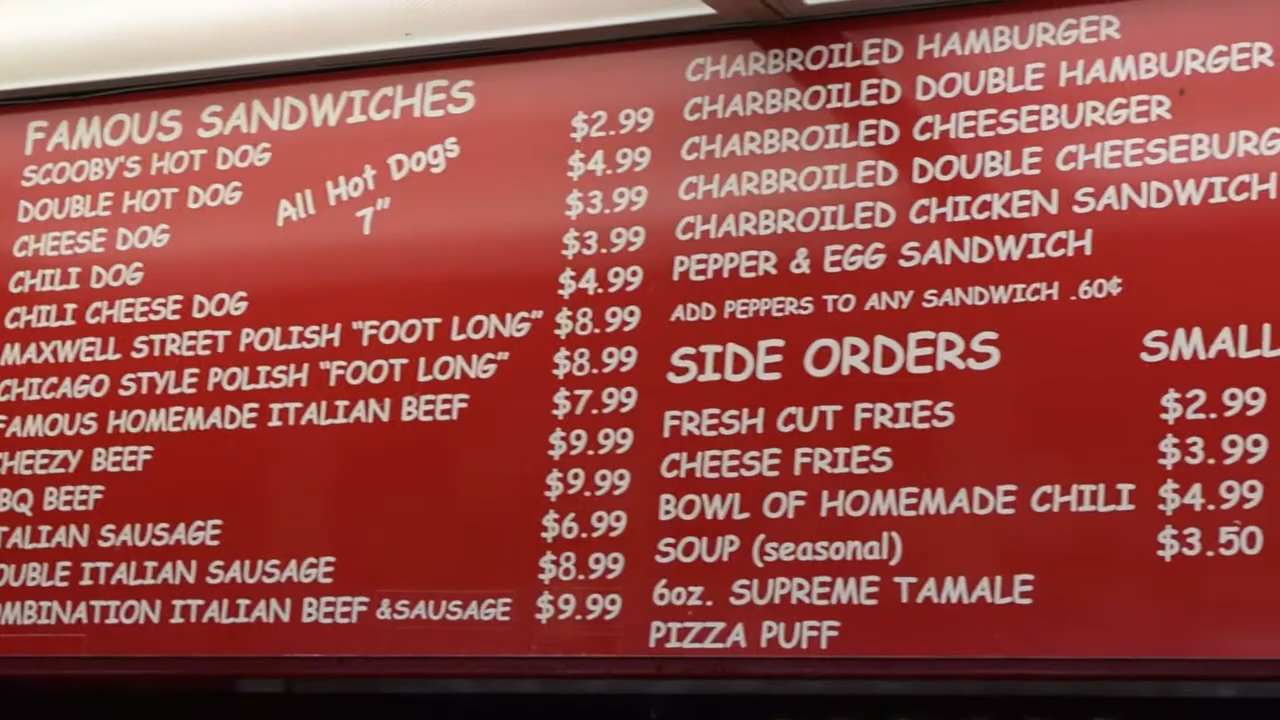 FAMOUS SANDWICHES
SCOOBY'S HOT DOG $2.99
DOUBLE HOT DOG $4.99
CHEESE DOG $3.99
CHILI DOG $3.99
CHILI CHEESE DOG $4.99
MAXWELL STREET POLISH "FOOT LONG" $8.99
CHICAGO STYLE POLISH "FOOT LONG" $8.99
FAMOUS HOMEMADE ITALIAN BEEF $7.99
CHEEZY BEEF $9.99
BBQ BEEF $9.99
ITALIAN SAUSAGE $6.99
DOUBLE ITALIAN SAUSAGE $8.99
COMBINATION ITALIAN BEEF &SAUSAGE $9.99
All Hot Dogs
7"
CHARBROILED HAMBURGER
CHARBROILED DOUBLE HAMBURGER
CHARBROILED CHEESEBURGER
CHARBROILED DOUBLE CHEESEBURG
CHARBROILED CHICKEN SANDWICH
PEPPER & EGG SANDWICH
ADD PEPPERS TO ANY SANDWICH .60¢
SIDE ORDERS SMALL
FRESH CUT FRIES $2.99
CHEESE FRIES $3.99
BOWL OF HOMEMADE CHILI $4.99
SOUP (seasonal) $3.50
6oz. SUPREME TAMALE
PIZZA PUFF